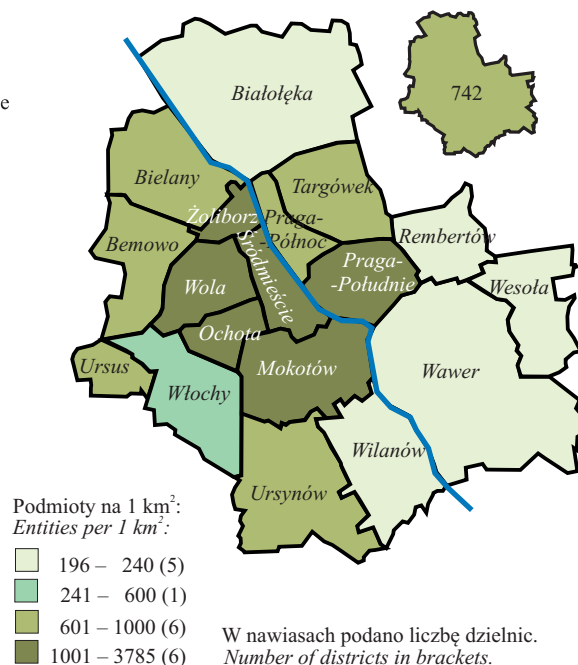 e
742
Białołęka
Bielany
Targówek
Żoliborz
Praga-
-Północ
Rembertów
Bemowo
Śródmieście
Praga-
-Południe
Wesoła
Wola
Ochota
Ursus
Włochy
Mokotów
Wawer
Wilanów
Ursynów
Podmioty na 1 km²:
Entities per 1 km²:
196 – 240 (5)
241 – 600 (1)
601 – 1000 (6)
1001 – 3785 (6)
W nawiasach podano liczbę dzielnic.
Number of districts in brackets.